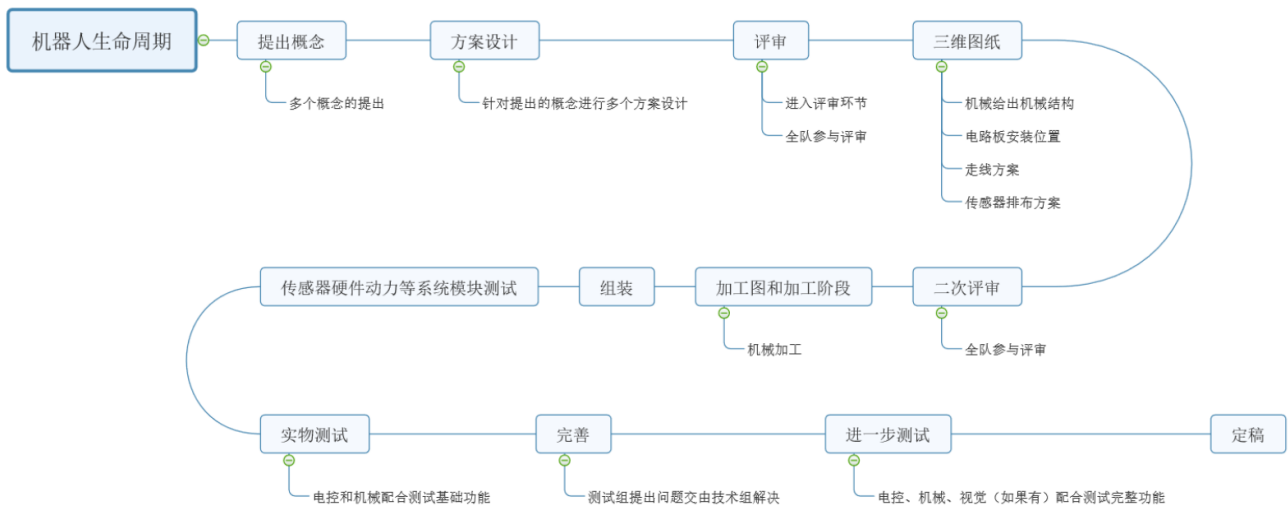 机器人生命周期
提出概念
多个概念的提出
方案设计
针对提出的概念进行多个方案设计
评审
进入评审环节
全队参与评审
三维图纸
机械给出机械结构
电路板安装位置
走线方案
传感器排布方案
二次评审
全队参与评审
加工图和加工阶段
机械加工
组装
传感器硬件动力等系统模块测试
实物测试
电控和机械配合测试基础功能
完善
测试组提出问题交由技术组解决
进一步测试
电控、机械、视觉（如果有）配合测试完整功能
定稿